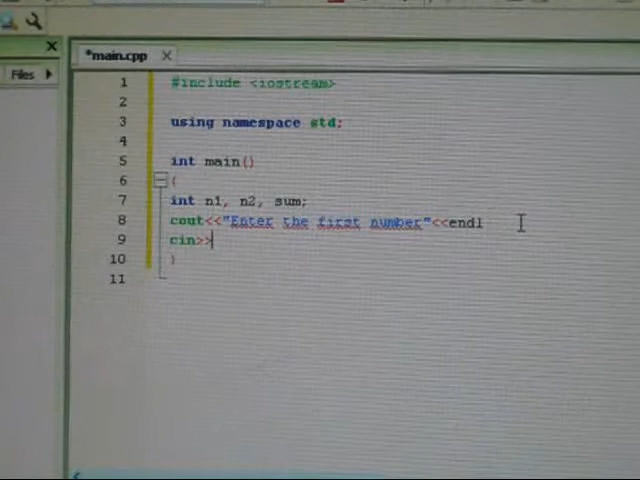 *main.cpp
Files
1 #include <iostream>
2
3 using namespace std;
4
5 int main()
6 {
7 int n1, n2, sum;
8 cout<<"Enter the first number"<<endl
9 cin>>
10 }
11